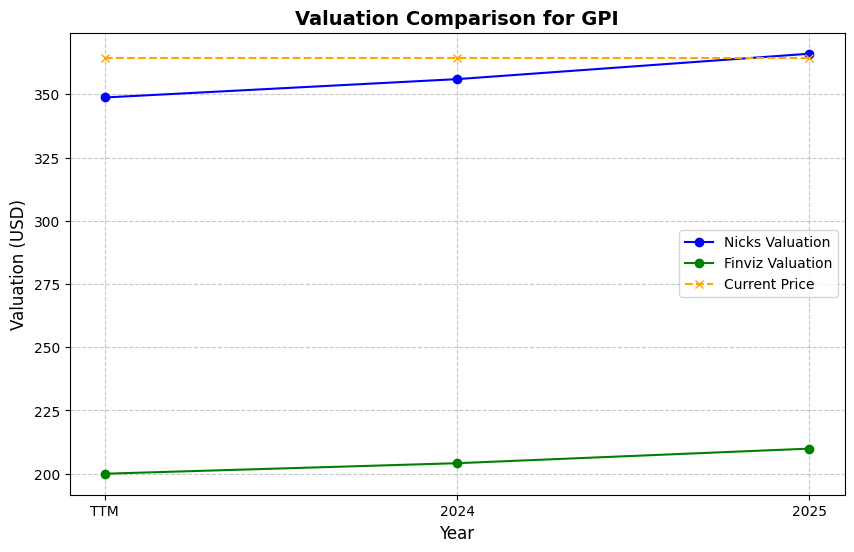 Valuation Comparison for GPI
Valuation (USD)
350
325
300
275
250
225
200
Nicks Valuation
Finviz Valuation
Current Price
TTM 2024 2025
Year